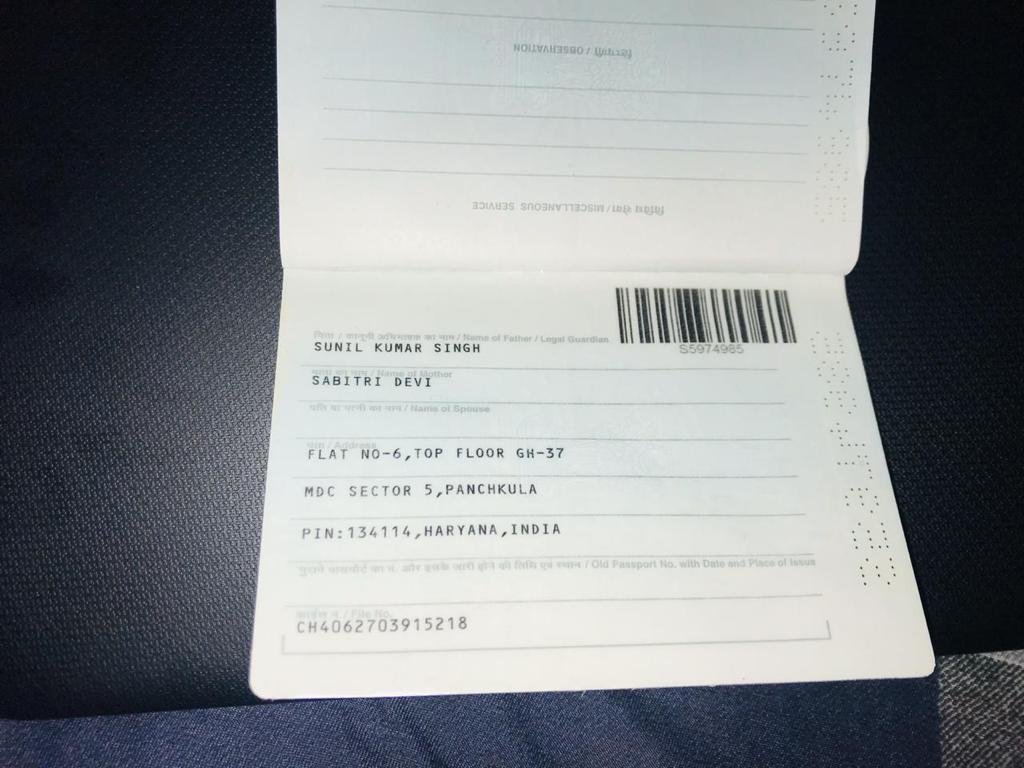 टिप्पणी / OBSERVATION
विविध सेवा / MISCELLANEOUS SERVICE
पिता / कानूनी अभिभावक का नाम / Name of Father / Legal Guardian
SUNIL KUMAR SINGH
S5974985
माता का नाम / Name of Mother
SABITRI DEVI
पति या पत्नी का नाम / Name of Spouse
पता / Address
FLAT NO-6,TOP FLOOR GH-37
MDC SECTOR 5,PANCHKULA
PIN:134114,HARYANA,INDIA
पुराने पासपोर्ट का न. और इसके जारी होने की तिथि एवं स्थान / Old Passport No. with Date and Place of Issue
फाईल न / File No.
CH4062703915218